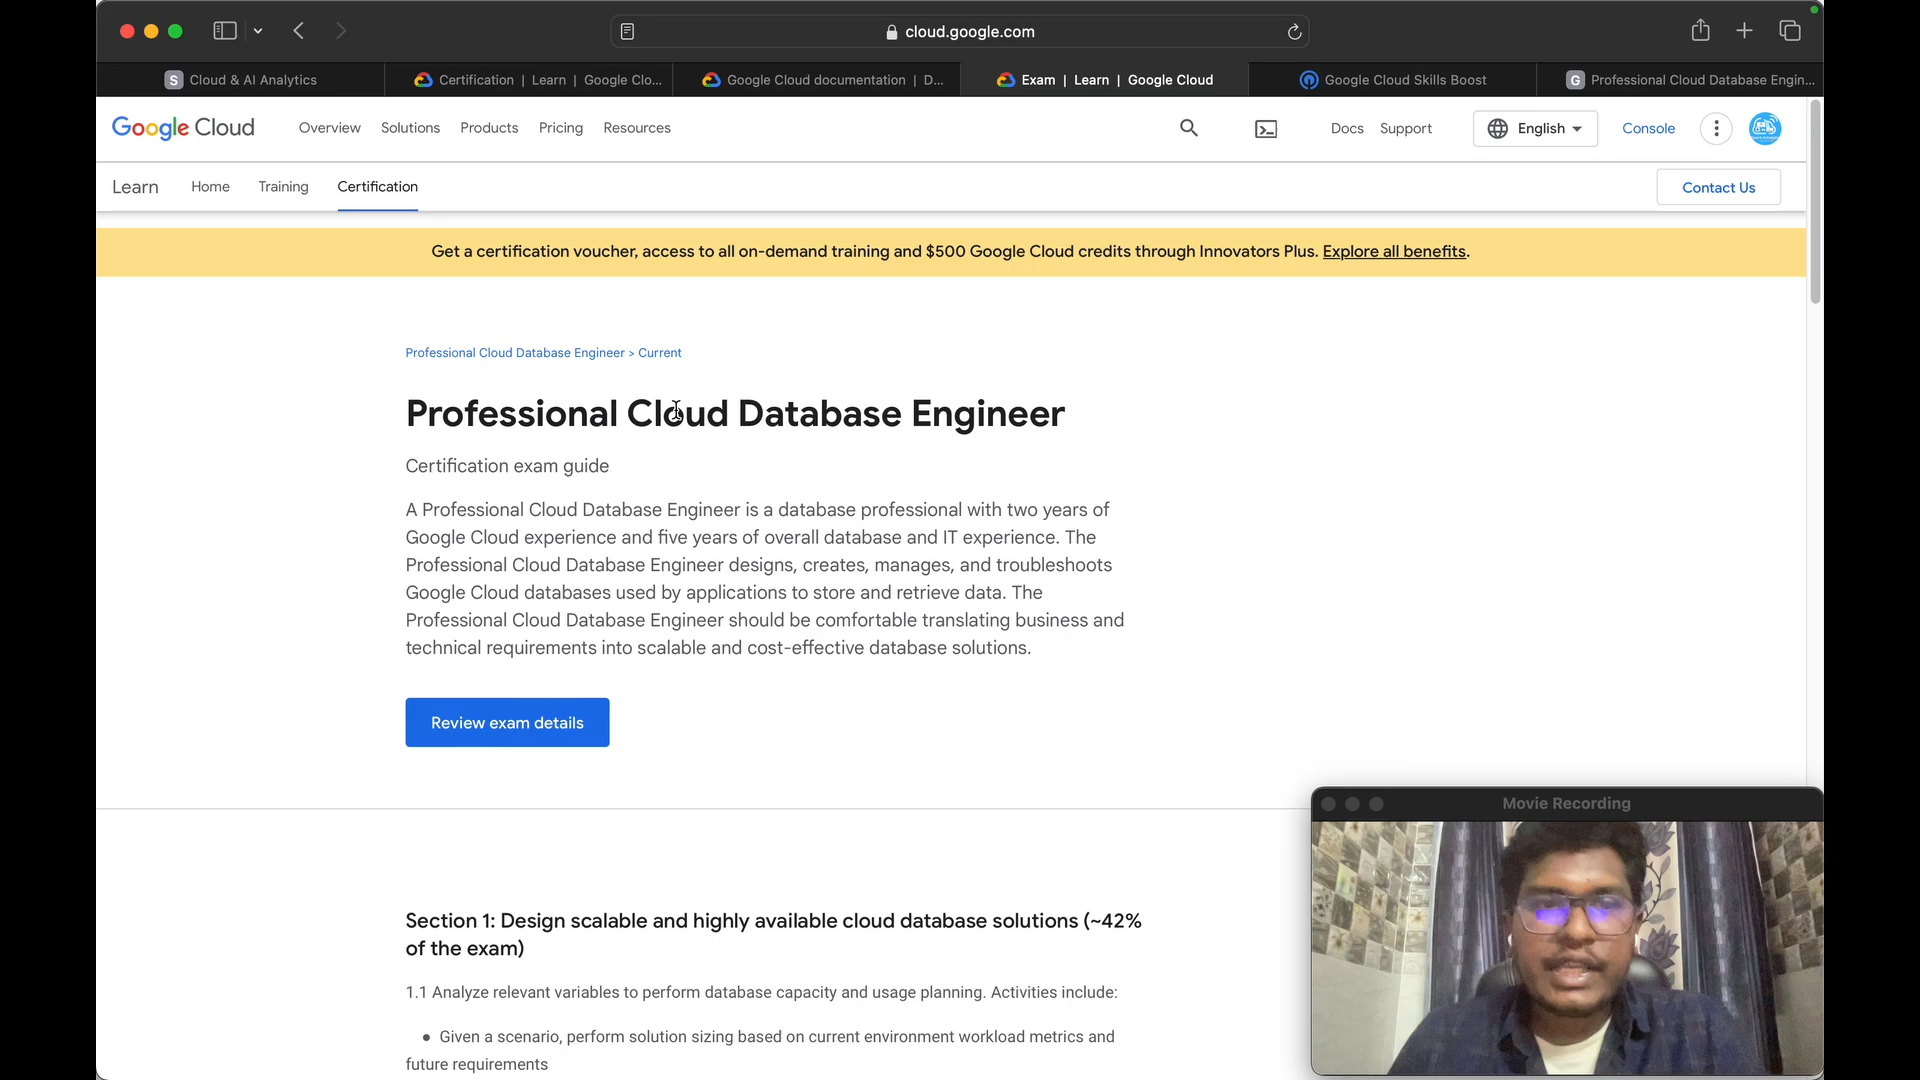 cloud.google.com
S Cloud & AI Analytics
Certification | Learn | Google Clo...
Google Cloud documentation | D...
Exam | Learn | Google Cloud
Google Cloud Skills Boost
G Professional Cloud Database Engin...
Google Cloud
Overview
Solutions
Products
Pricing
Resources
Docs
Support
English
Console
Learn
Home
Training
Certification
Contact Us
Get a certification voucher, access to all on-demand training and $500 Google Cloud credits through Innovators Plus. Explore all benefits.
Professional Cloud Database Engineer > Current
Professional Cloud Database Engineer
Certification exam guide
A Professional Cloud Database Engineer is a database professional with two years of
Google Cloud experience and five years of overall database and IT experience. The
Professional Cloud Database Engineer designs, creates, manages, and troubleshoots
Google Cloud databases used by applications to store and retrieve data. The
Professional Cloud Database Engineer should be comfortable translating business and
technical requirements into scalable and cost-effective database solutions.
Review exam details
Movie Recording
Section 1: Design scalable and highly available cloud database solutions (~42%
of the exam)
1.1 Analyze relevant variables to perform database capacity and usage planning. Activities include:
● Given a scenario, perform solution sizing based on current environment workload metrics and
future requirements